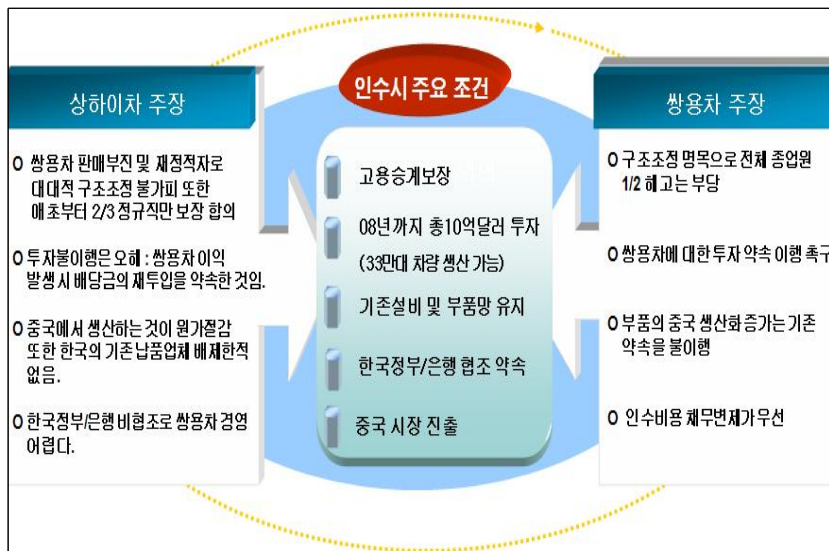 상하이차 주장
ㅇ 쌍용차 판매부진 및 재정적자로
대대적 구조조정 불가피 또한
애초부터 2/3 정규직만 보장 합의
ㅇ 투자불이행은 오해 : 쌍용차 이익
발생시 배당금의 재투입을 약속한 것임.
ㅇ 중국에서 생산하는 것이 원가절감
또한 한국의 기존 납품업체 배제한적
없음.
ㅇ 한국정부/은행 비협조로 쌍용차 경영
어렵다.
인수시 주요 조건
고용승계보장
08년까지 총10억달러 투자
(33만대 차량 생산 가능)
기존설비 및 부품망 유지
한국정부/은행 협조 약속
중국 시장 진출
쌍용차 주장
ㅇ 구조조정 명목으로 전체 종업원
1/2 해고는 부당
ㅇ 쌍용차에 대한 투자 약속 이행 촉구
ㅇ 부품의 중국 생산화 증가는 기존
약속을 불이행
ㅇ 인수비용 채무변제가 우선